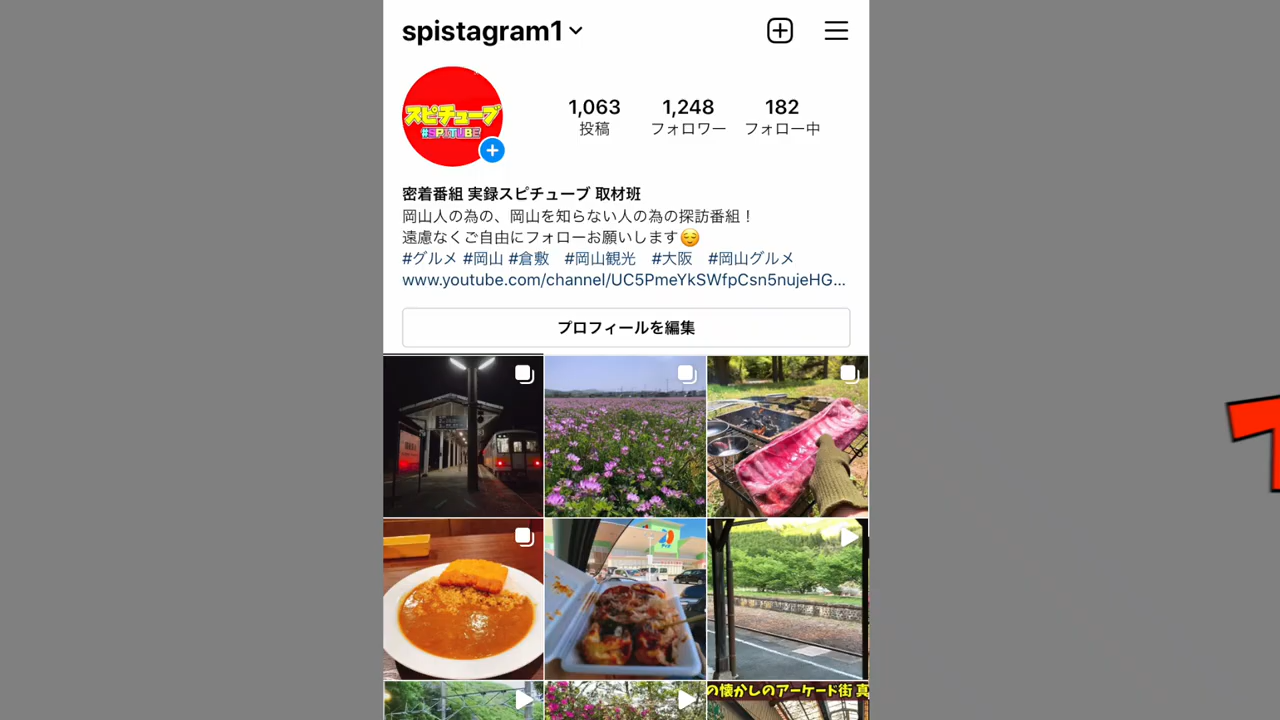 spistagram1
スピチューブ
#SPITUBE
1,063
投稿
1,248
フォロワー
182
フォロー中
密着番組 実録スピチューブ 取材班
岡山人の為の、岡山を知らない人の為の探訪番組！
遠慮なくご自由にフォローお願いします😌
#グルメ #岡山 #倉敷　#岡山観光　#大阪　#岡山グルメ
www.youtube.com/channel/UC5PmeYkSWfpCsn5nujeHG...
プロフィールを編集
の懐かしのアーケード街 真